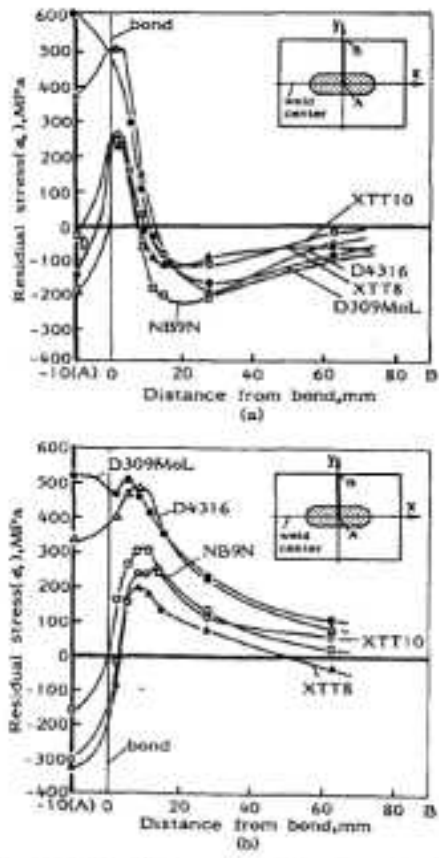 600
bond
500
400
300
200
100
0
-100
-200
-300
-400
Residual stress(σx),MPa
y
B
x
weld
center
A
XTT10
D4316
XTT8
D309MoL
NB9N
-10(A) 0 20 40 60 80 B
Distance from bond,mm
(a)
600
500
400
300
200
100
0
-100
-200
-300
-400
Residual stress( ),MPa
D309MoL
D4316
NB9N
XTT10
XTT8
bond
y
B
x
weld
center
A
-10(A) 0 20 40 60 80 B
Distance from bond,mm
(b)